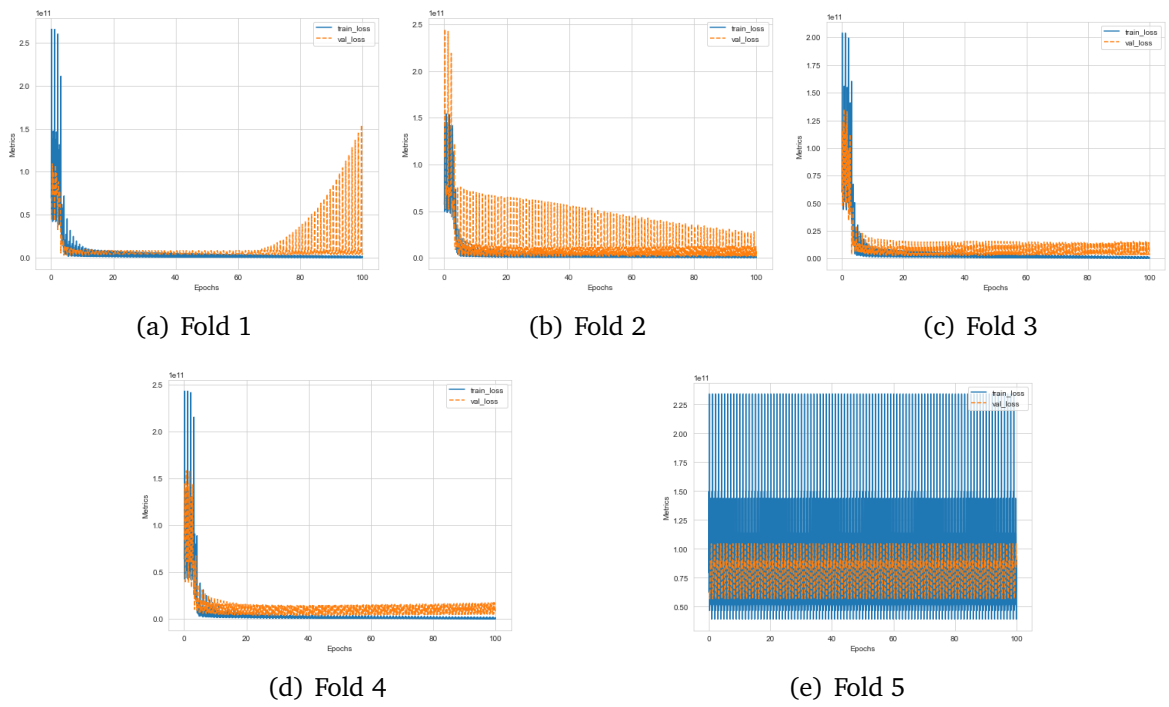 1e11
train_loss
val_loss
2.5
2.0
1.5
1.0
0.5
0.0
Metrics
0
20
40
60
80
100
Epochs
(a) Fold 1
1e11
train_loss
val_loss
2.5
2.0
1.5
1.0
0.5
0.0
Metrics
0
20
40
60
80
100
Epochs
(b) Fold 2
1e11
train_loss
val_loss
2.00
1.75
1.50
1.25
1.00
0.75
0.50
0.25
0.00
Metrics
0
20
40
60
80
100
Epochs
(c) Fold 3
1e11
train_loss
val_loss
2.5
2.0
1.5
1.0
0.5
0.0
Metrics
0
20
40
60
80
100
Epochs
(d) Fold 4
1e11
train_loss
val_loss
2.25
2.00
1.75
1.50
1.25
1.00
0.75
0.50
Metrics
0
20
40
60
80
100
Epochs
(e) Fold 5